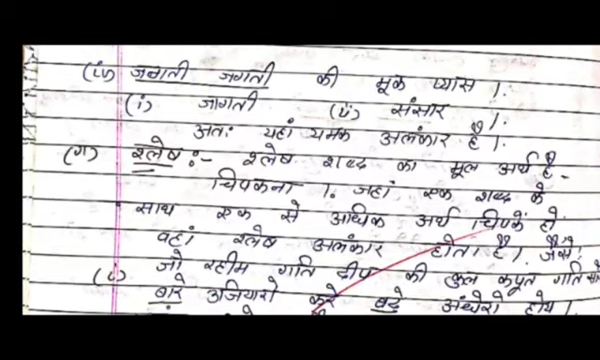 (iv) जगती जगती की मूक प्यास ।
(i) जागती (ii) संसार ।
अतः यहां यमक अलंकार है ।
(ग) श्लेष :- श्लेष शब्द का मूल अर्थ है -
चिपकना । जहां एक शब्द के
साथ एक से अधिक अर्थ चिपके हो
वहां श्लेष अलंकार होता है । जैसे:
(i) जो रहीम गति दीप की कुल कपूत गति सो
बारे उजियारो करे बढे अंधेरो होय ।